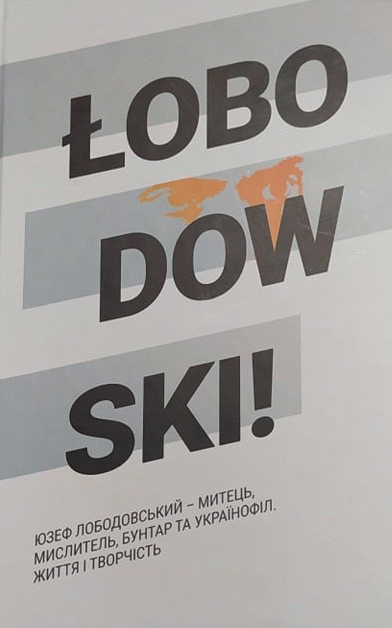 ŁOBO
DOW
SKI!
ЮЗЕФ ЛОБОДОВСЬКИЙ – МИТЕЦЬ,
МИСЛИТЕЛЬ, БУНТАР ТА УКРАЇНОФІЛ.
ЖИТТЯ І ТВОРЧІСТЬ